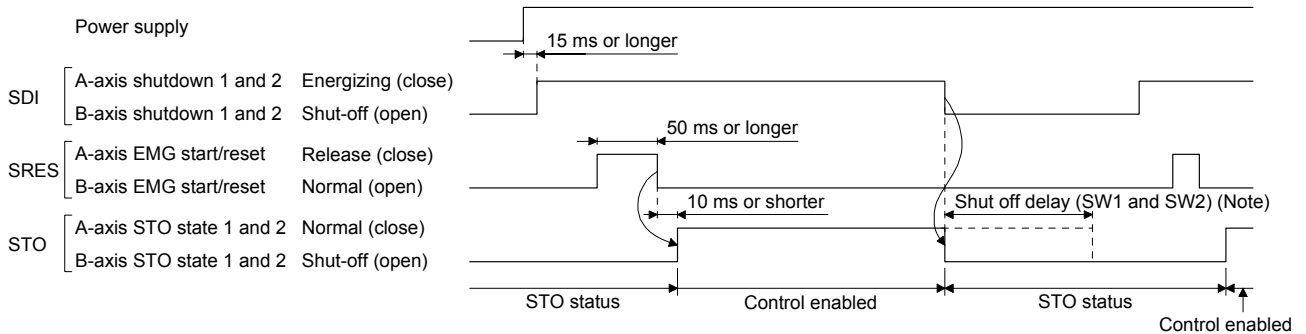 Power supply
15 ms or longer
SDI
A-axis shutdown 1 and 2 Energizing (close)
B-axis shutdown 1 and 2 Shut-off (open)
50 ms or longer
SRES
A-axis EMG start/reset Release (close)
B-axis EMG start/reset Normal (open)
10 ms or shorter
Shut off delay (SW1 and SW2) (Note)
STO
A-axis STO state 1 and 2 Normal (close)
B-axis STO state 1 and 2 Shut-off (open)
STO status
Control enabled
STO status
Control enabled